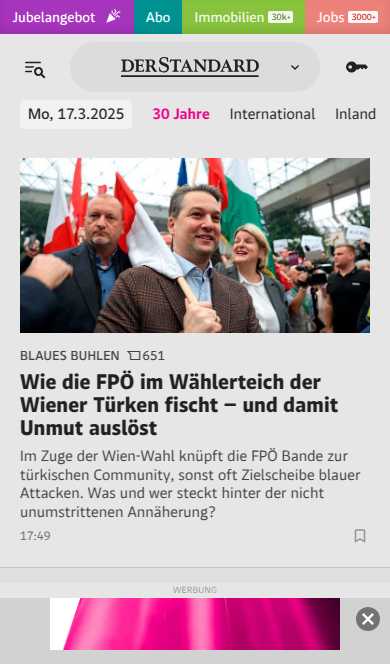 Jubelangebot Abo Immobilien 30k+ Jobs 3000+
DERSTANDARD
Mo, 17.3.2025 30 Jahre International Inland
BLAUES BUHLEN 651
Wie die FPÖ im Wählerteich der
Wiener Türken fischt – und damit
Unmut auslöst
Im Zuge der Wien-Wahl knüpft die FPÖ Bande zur
türkischen Community, sonst oft Zielscheibe blauer
Attacken. Was und wer steckt hinter der nicht
unumstrittenen Annäherung?
17:49
WERBUNG